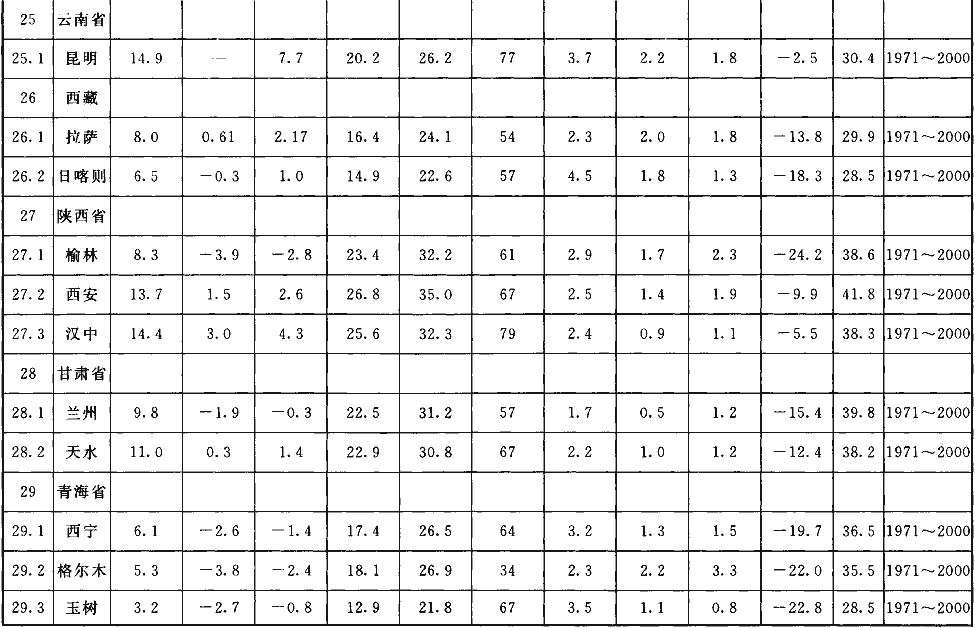 25 云南省
25.1 昆明 14.9 — 7.7 20.2 26.2 77 3.7 2.2 1.8 −2.5 30.4 1971～2000
26 西藏
26.1 拉萨 8.0 0.61 2.17 16.4 24.1 54 2.3 2.0 1.8 −13.8 29.9 1971～2000
26.2 日喀则 6.5 −0.3 1.0 14.9 22.6 57 4.5 1.8 1.3 −18.3 28.5 1971～2000
27 陕西省
27.1 榆林 8.3 −3.9 −2.8 23.4 32.2 61 2.9 1.7 2.3 −24.2 38.6 1971～2000
27.2 西安 13.7 1.5 2.6 26.8 35.0 67 2.5 1.4 1.9 −9.9 41.8 1971～2000
27.3 汉中 14.4 3.0 4.3 25.6 32.3 79 2.4 0.9 1.1 −5.5 38.3 1971～2000
28 甘肃省
28.1 兰州 9.8 −1.9 −0.3 22.5 31.2 57 1.7 0.5 1.2 −15.4 39.8 1971～2000
28.2 天水 11.0 0.3 1.4 22.9 30.8 67 2.2 1.0 1.2 −12.4 38.2 1971～2000
29 青海省
29.1 西宁 6.1 −2.6 −1.4 17.4 26.5 64 3.2 1.3 1.5 −19.7 36.5 1971～2000
29.2 格尔木 5.3 −3.8 −2.4 18.1 26.9 34 2.3 2.2 3.3 −22.0 35.5 1971～2000
29.3 玉树 3.2 −2.7 −0.8 12.9 21.8 67 3.5 1.1 0.8 −22.8 28.5 1971～2000